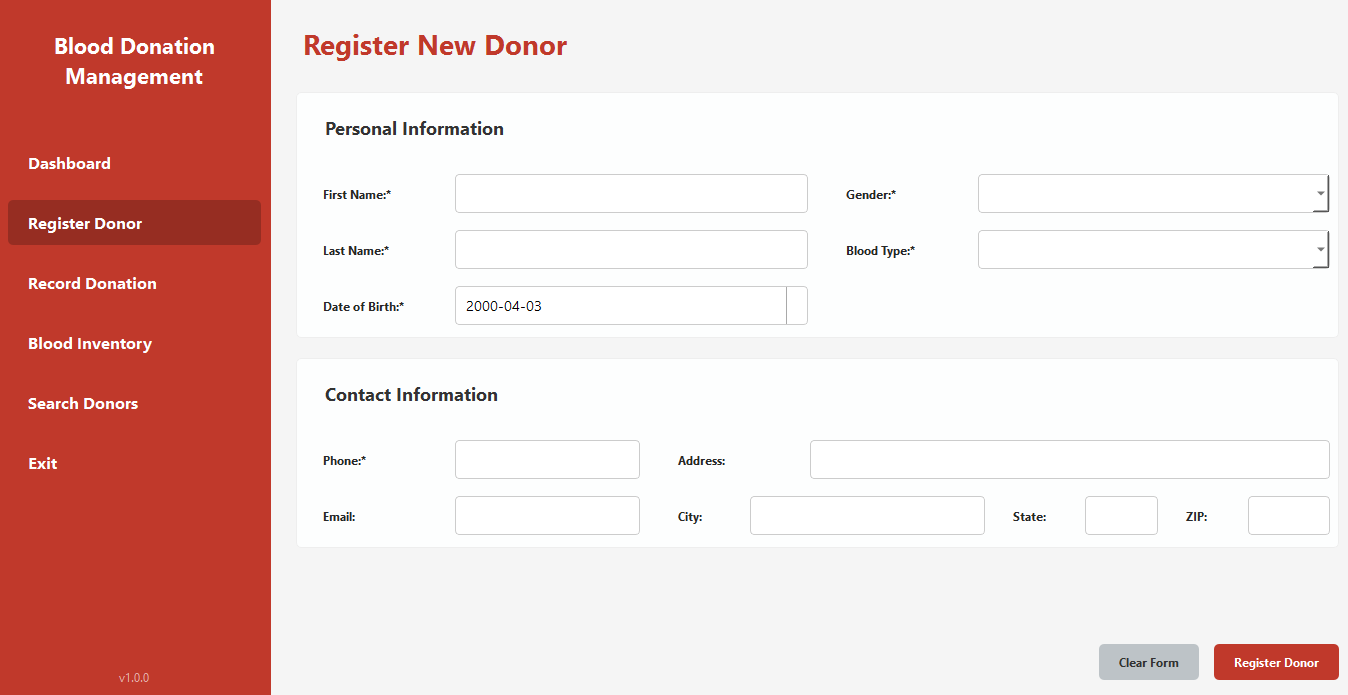 Blood Donation
Management
Dashboard
Register Donor
Record Donation
Blood Inventory
Search Donors
Exit
v1.0.0
Register New Donor
Personal Information
First Name:*
Gender:*
Last Name:*
Blood Type:*
Date of Birth:* 2000-04-03
Contact Information
Phone:*
Address:
Email:
City:
State:
ZIP:
Clear Form
Register Donor